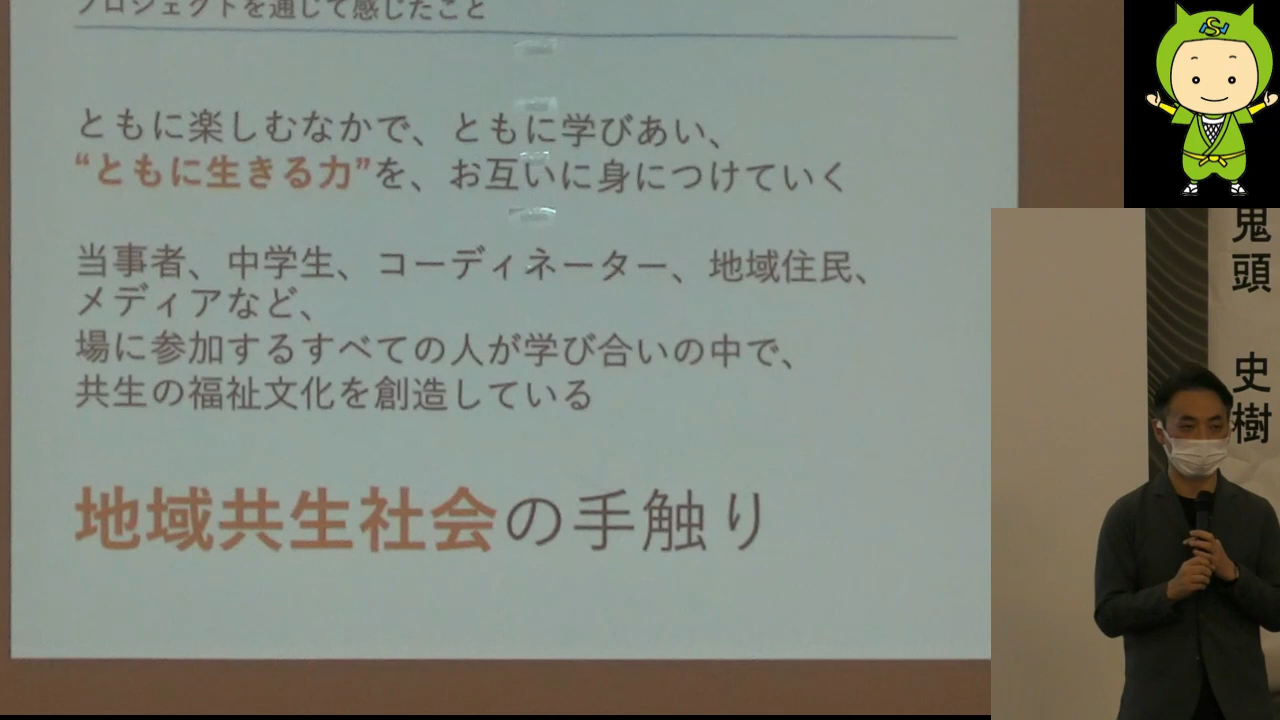 プロジェクトを通じて感じたこと
ともに楽しむなかで、ともに学びあい、
“ともに生きる力”を、お互いに身につけていく
当事者、中学生、コーディネーター、地域住民、
メディアなど、
場に参加するすべての人が学び合いの中で、
共生の福祉文化を創造している
地域共生社会の手触り
S
鬼頭 史樹